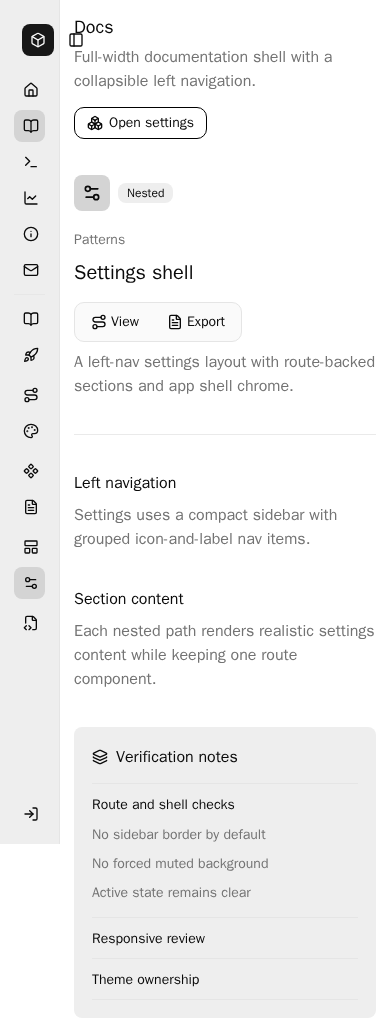 Docs
Full-width documentation shell with a
collapsible left navigation.
Open settings
Nested
Patterns
Settings shell
View
Export
A left-nav settings layout with route-backed
sections and app shell chrome.
Left navigation
Settings uses a compact sidebar with
grouped icon-and-label nav items.
Section content
Each nested path renders realistic settings
content while keeping one route
component.
Verification notes
Route and shell checks
No sidebar border by default
No forced muted background
Active state remains clear
Responsive review
Theme ownership